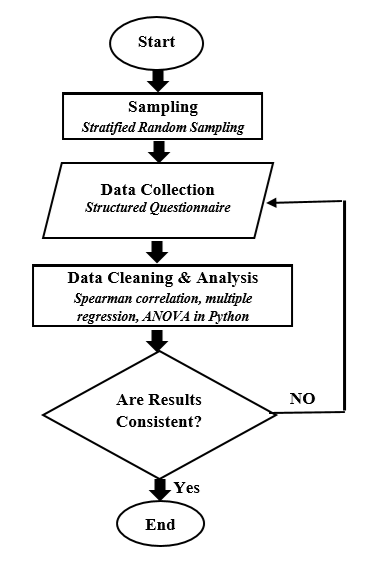 Start
Sampling
Stratified Random Sampling
Data Collection
Structured Questionnaire
Data Cleaning & Analysis
Spearman correlation, multiple
regression, ANOVA in Python
Are Results
Consistent?
NO
Yes
End